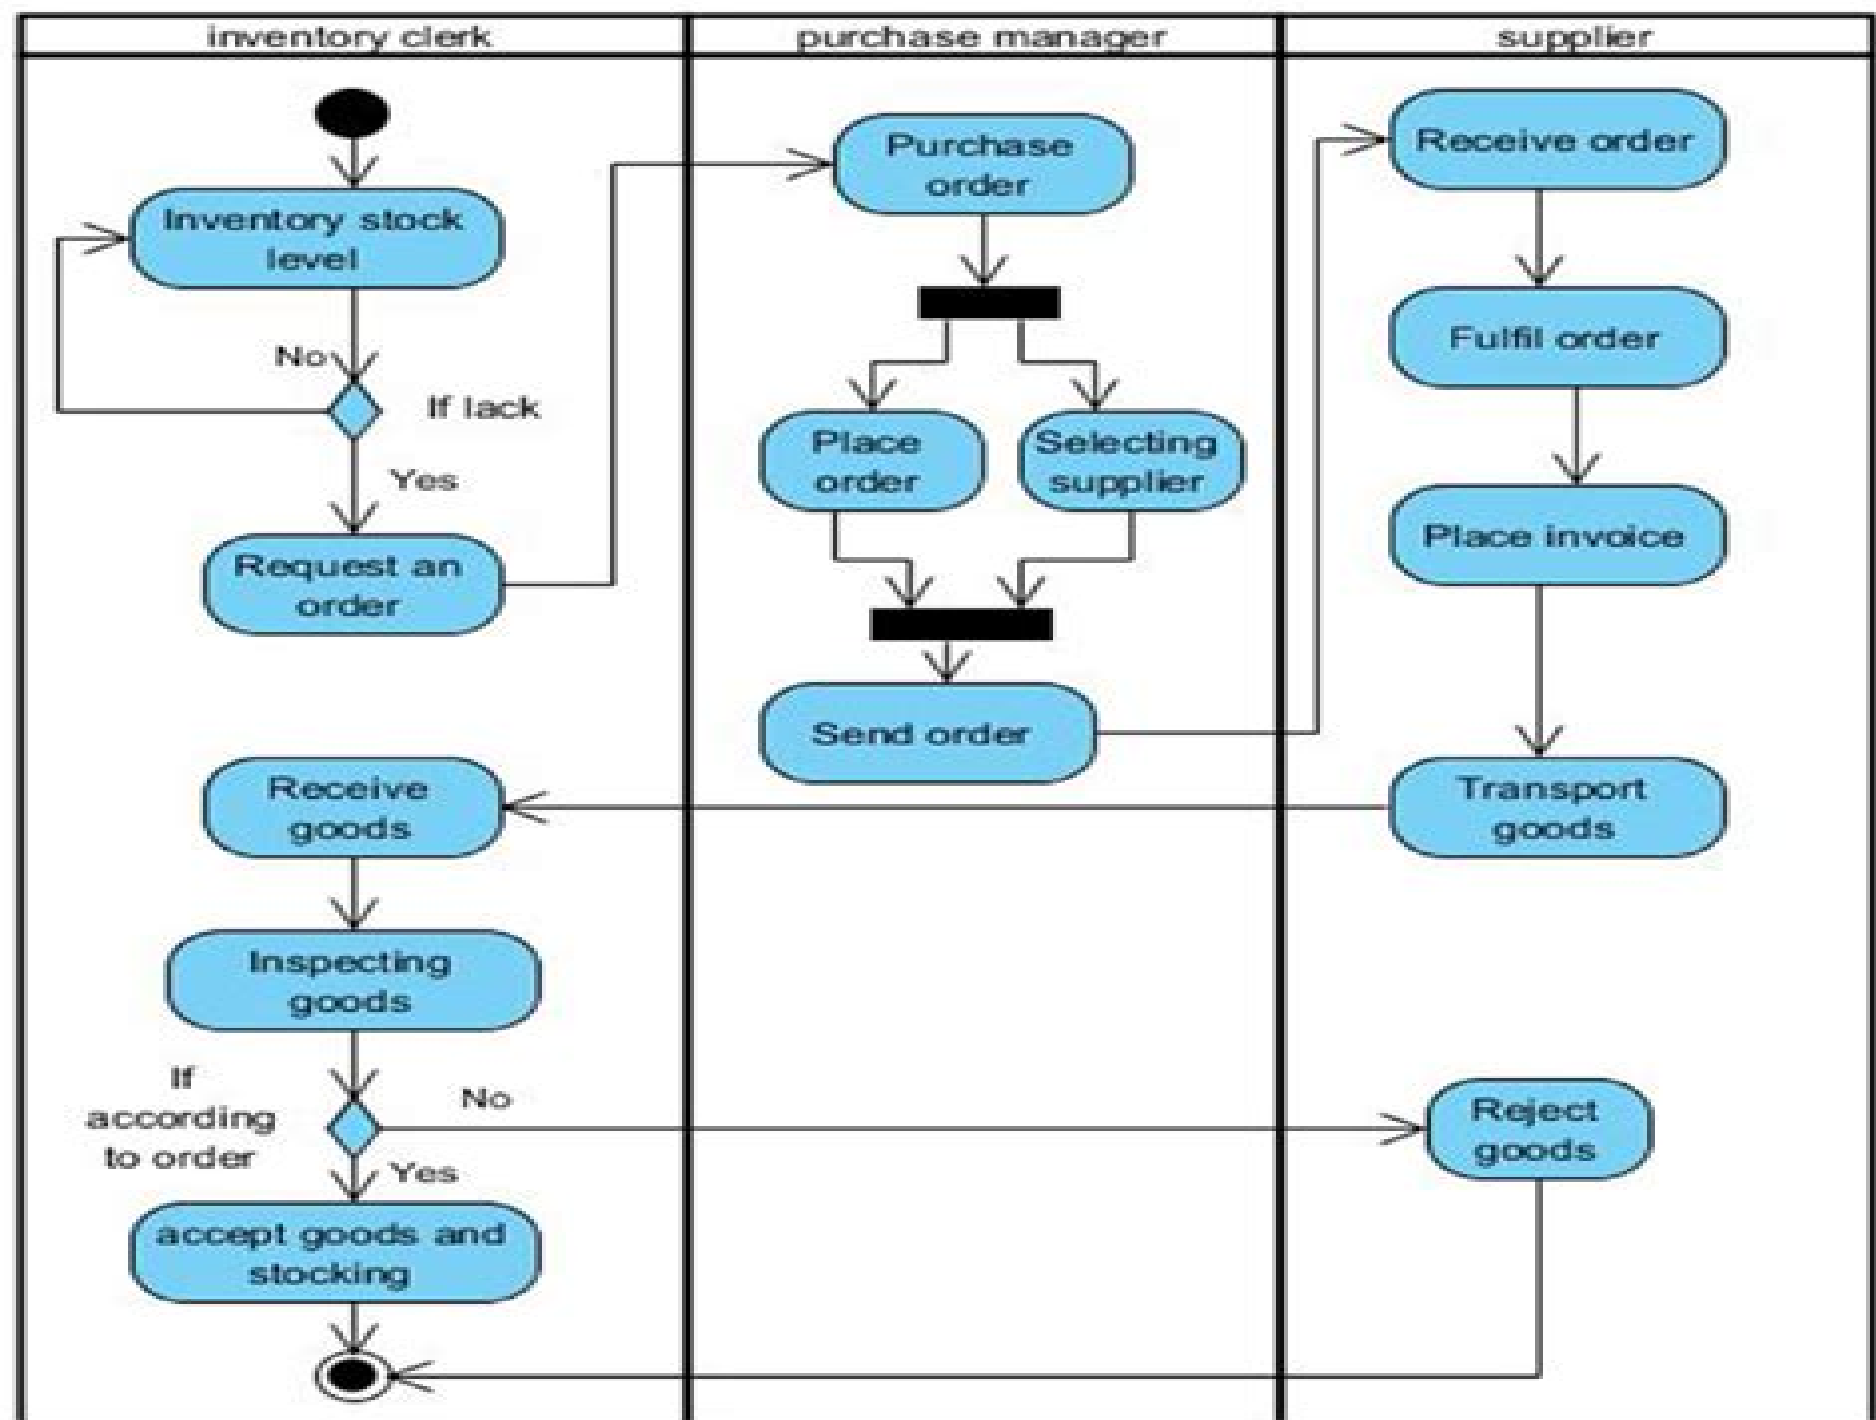 inventory clerk
purchase manager
supplier
Inventory stock
level
No
If lack
Yes
Request an
order
Receive
goods
Inspecting
goods
If
according
to order
No
Yes
accept goods and
stocking
Purchase
order
Place
order
Selecting
supplier
Send order
Receive order
Fulfil order
Place invoice
Transport
goods
Reject
goods